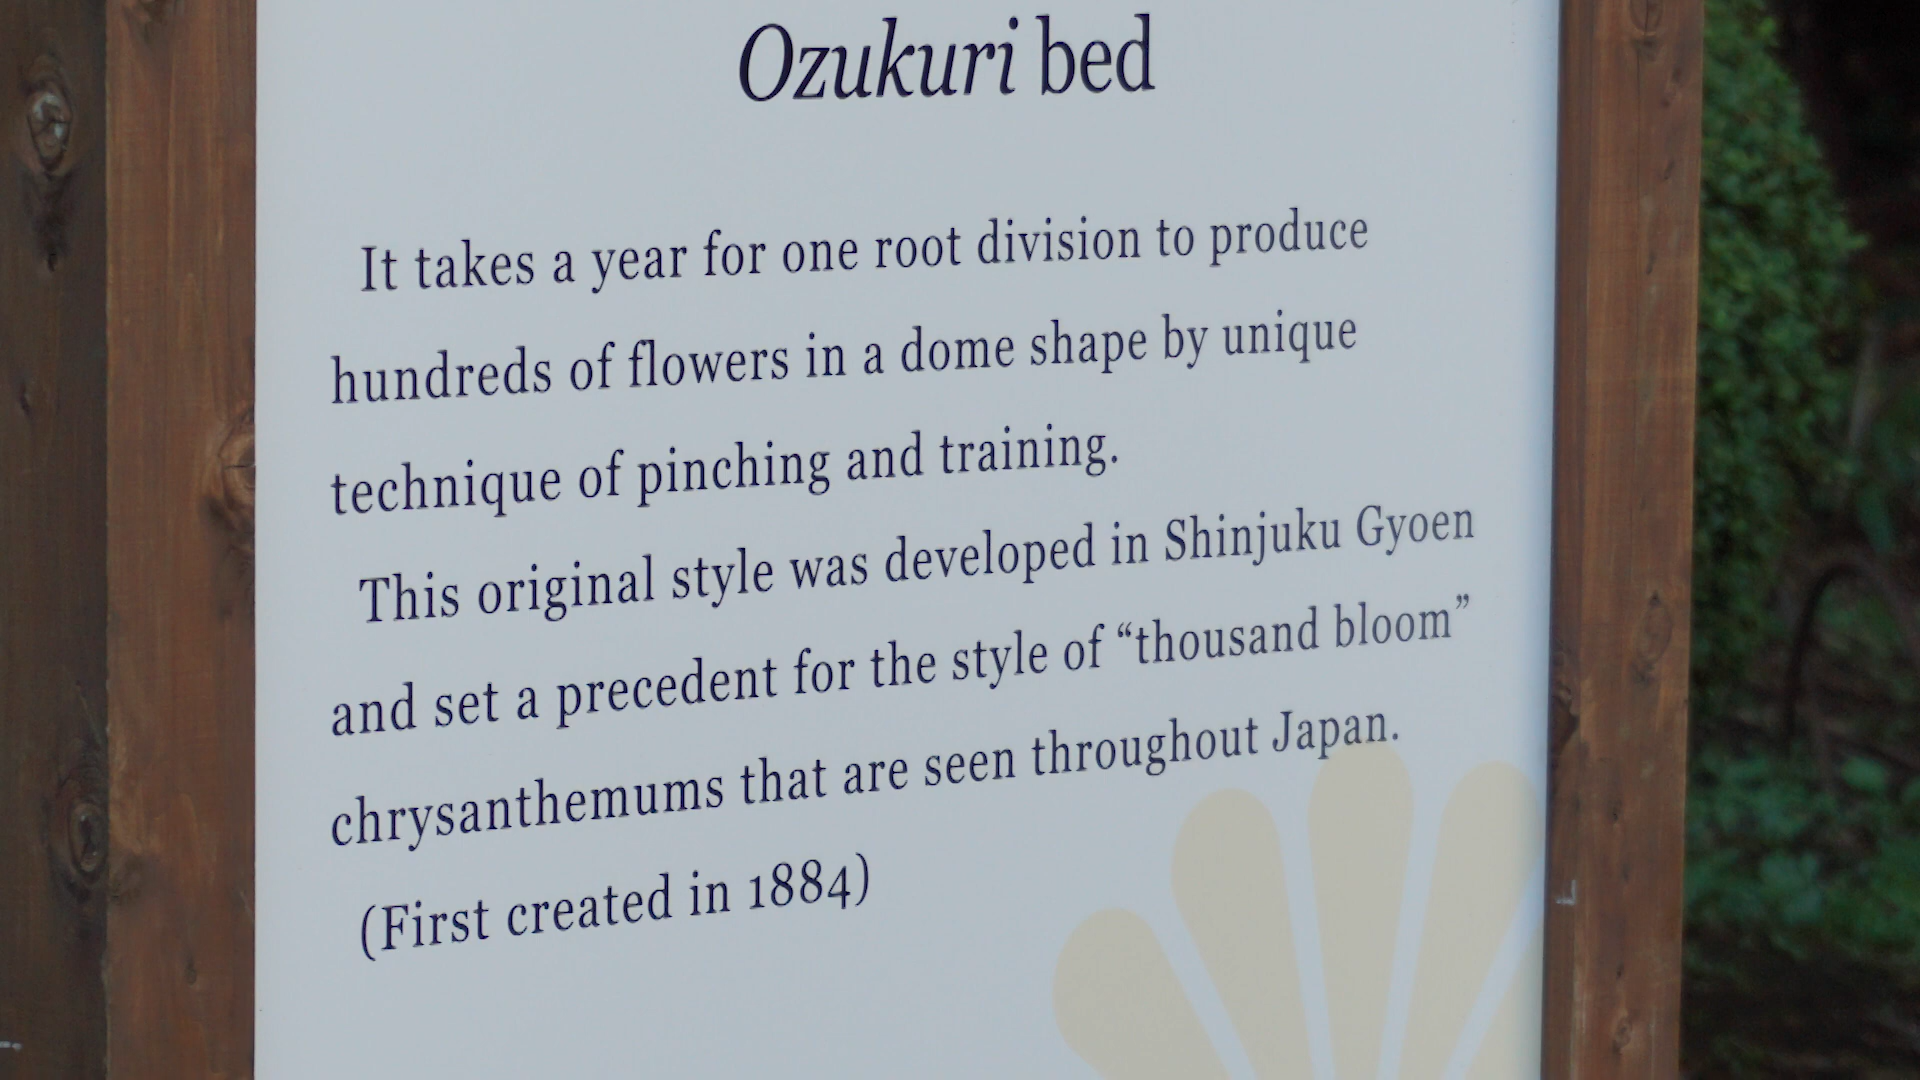 Ozukuri bed
It takes a year for one root division to produce
hundreds of flowers in a dome shape by unique
technique of pinching and training.
This original style was developed in Shinjuku Gyoen
and set a precedent for the style of “thousand bloom”
chrysanthemums that are seen throughout Japan.
(First created in 1884)